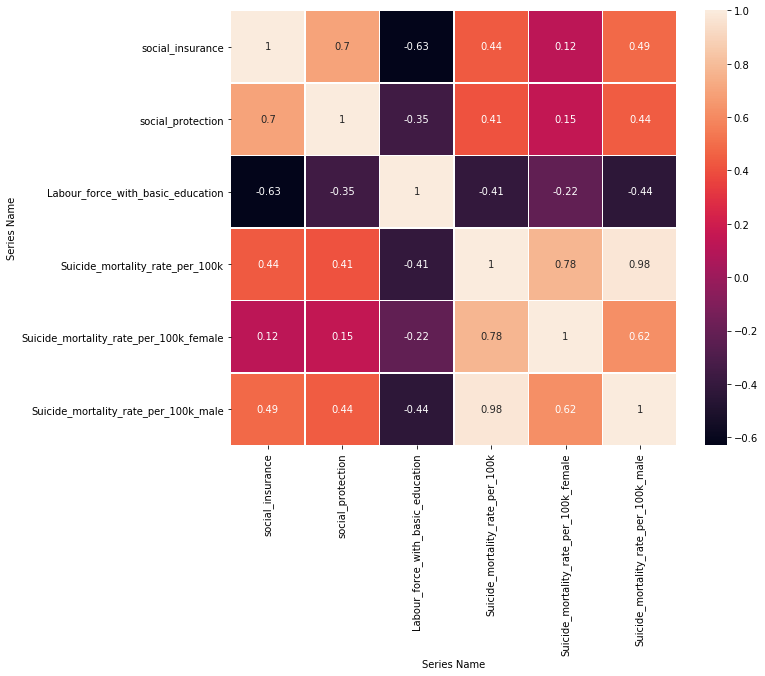 social_insurance 1 0.7 -0.63 0.44 0.12 0.49
social_protection 0.7 1 -0.35 0.41 0.15 0.44
Labour_force_with_basic_education -0.63 -0.35 1 -0.41 -0.22 -0.44
Suicide_mortality_rate_per_100k 0.44 0.41 -0.41 1 0.78 0.98
Suicide_mortality_rate_per_100k_female 0.12 0.15 -0.22 0.78 1 0.62
Suicide_mortality_rate_per_100k_male 0.49 0.44 -0.44 0.98 0.62 1
Series Name
social_insurance
social_protection
Labour_force_with_basic_education
Suicide_mortality_rate_per_100k
Suicide_mortality_rate_per_100k_female
Suicide_mortality_rate_per_100k_male
Series Name
1.0
0.8
0.6
0.4
0.2
0.0
−0.2
−0.4
−0.6